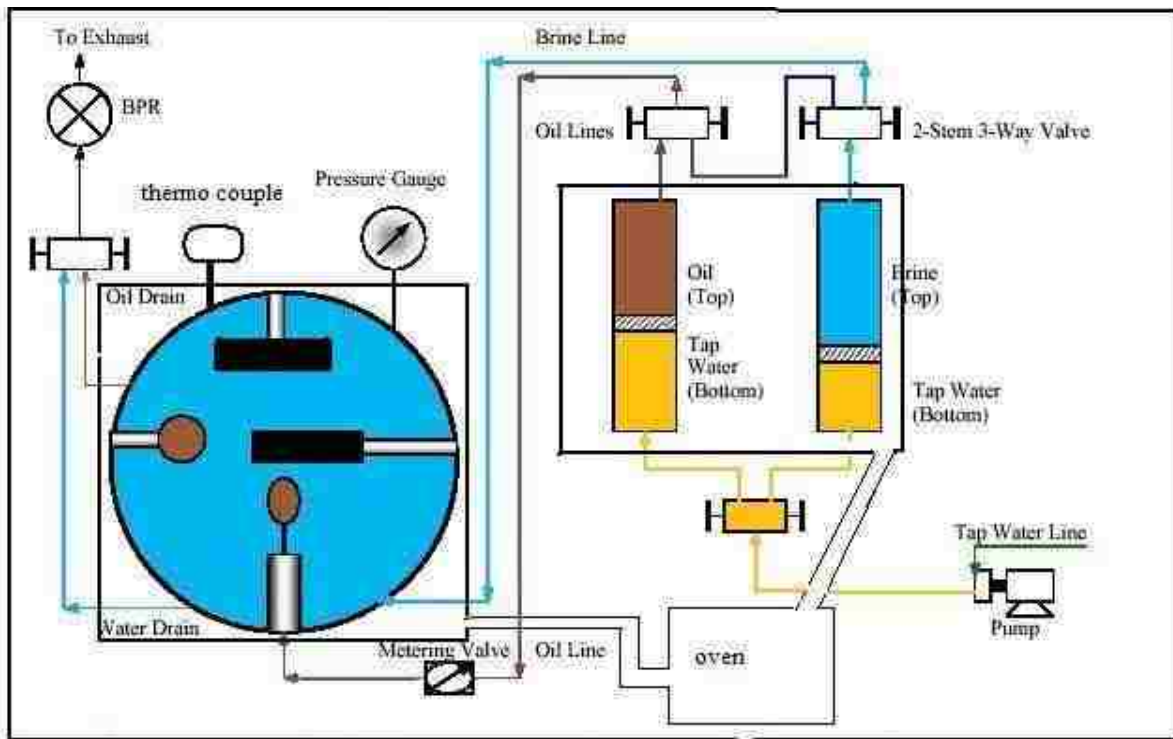 To Exhaust
Brine Line
BPR
Oil Lines
2-Stem 3-Way Valve
thermo couple
Pressure Gauge
Oil
(Top)
Brine
(Top)
Oil Drain
Tap
Water
(Bottom)
Tap Water
(Bottom)
Tap Water Line
Water Drain
Metering Valve
Oil Line
oven
Pump